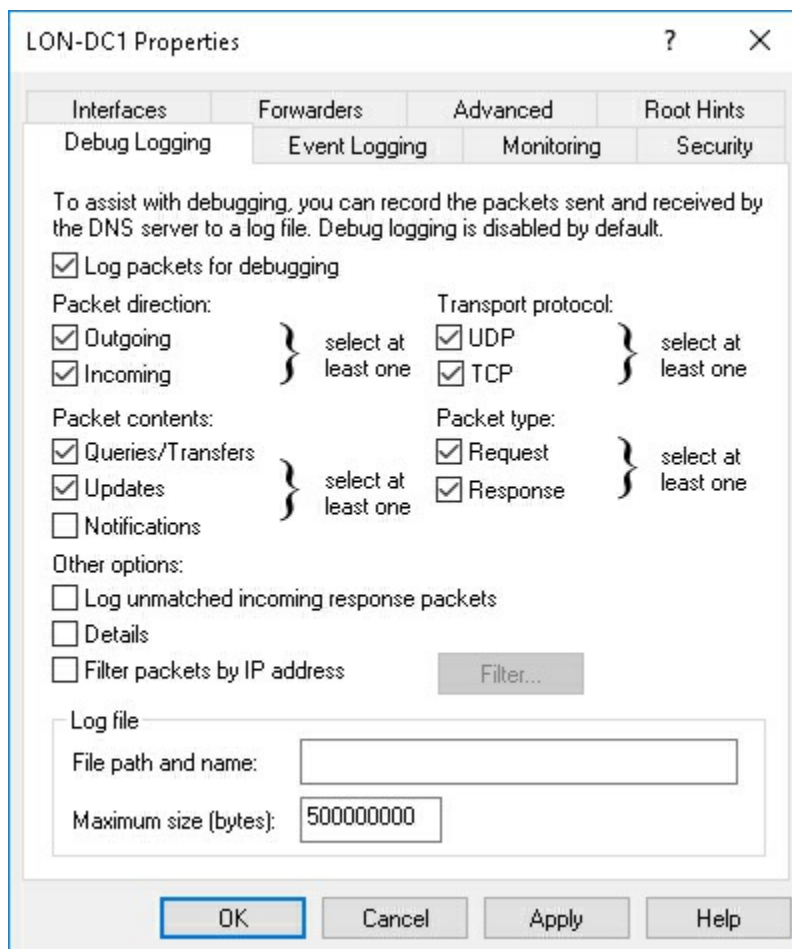 LON-DC1 Properties
?
Interfaces Forwarders Advanced Root Hints
Debug Logging Event Logging Monitoring Security
To assist with debugging, you can record the packets sent and received by
the DNS server to a log file. Debug logging is disabled by default.
Log packets for debugging
Packet direction:
Outgoing
Incoming
select at
least one
Transport protocol:
UDP
TCP
select at
least one
Packet contents:
Queries/Transfers
Updates
Notifications
select at
least one
Packet type:
Request
Response
select at
least one
Other options:
Log unmatched incoming response packets
Details
Filter packets by IP address
Filter...
Log file
File path and name:
Maximum size (bytes): 500000000
OK Cancel Apply Help